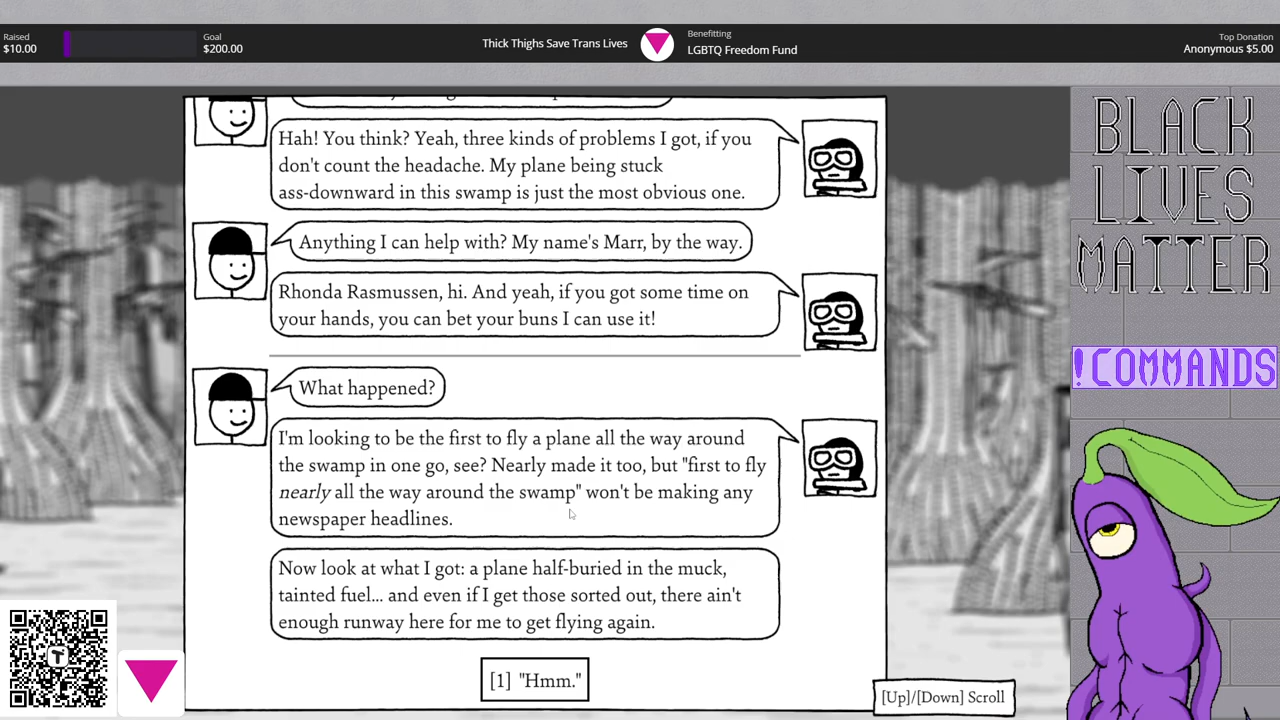 Raised
$10.00
Goal
$200.00
Thick Thighs Save Trans Lives
Benefitting
LGBTQ Freedom Fund
Top Donation
Anonymous $5.00
Hah! You think? Yeah, three kinds of problems I got, if you
don't count the headache. My plane being stuck
ass-downward in this swamp is just the most obvious one.
Anything I can help with? My name's Marr, by the way.
Rhonda Rasmussen, hi. And yeah, if you got some time on
your hands, you can bet your buns I can use it!
What happened?
I'm looking to be the first to fly a plane all the way around
the swamp in one go, see? Nearly made it too, but "first to fly
nearly all the way around the swamp" won't be making any
newspaper headlines.
Now look at what I got: a plane half-buried in the muck,
tainted fuel... and even if I get those sorted out, there ain't
enough runway here for me to get flying again.
[1] "Hmm."
[Up]/[Down] Scroll
BLACK
LIVES
MATTER
!COMMANDS
T